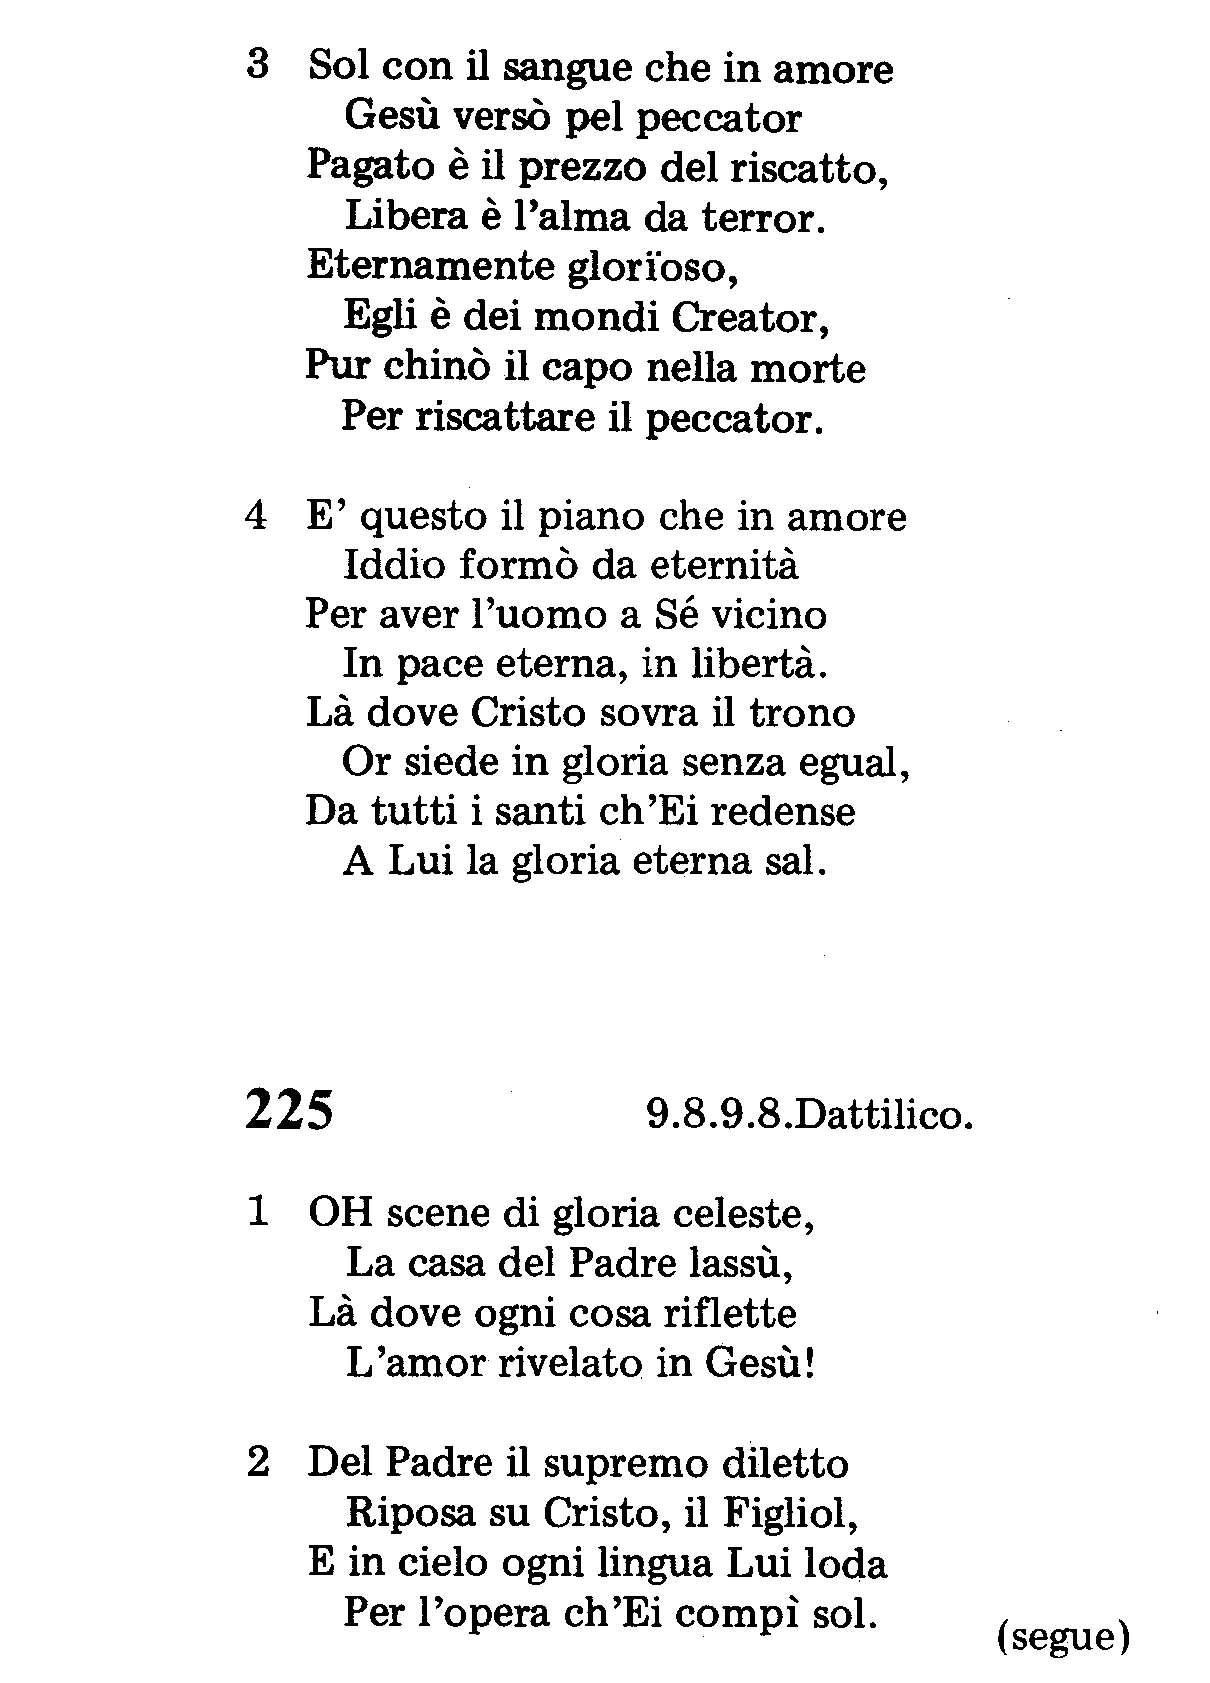 3 Sol con il sangue che in amore
Gesù versò pel peccator
Pagato è il prezzo del riscatto,
Libera è l'alma da terror.
Eternamente glorïoso,
Egli è dei mondi Creator,
Pur chinò il capo nella morte
Per riscattare il peccator.
4 E' questo il piano che in amore
Iddio formò da eternità
Per aver l'uomo a Sé vicino
In pace eterna, in libertà.
Là dove Cristo sovra il trono
Or siede in gloria senza egual,
Da tutti i santi ch'Ei redense
A Lui la gloria eterna sal.
225 9.8.9.8.Dattilico.
1 OH scene di gloria celeste,
La casa del Padre lassù,
Là dove ogni cosa riflette
L'amor rivelato in Gesù!
2 Del Padre il supremo diletto
Riposa su Cristo, il Figliol,
E in cielo ogni lingua Lui loda
Per l'opera ch'Ei compì sol.
(segue)